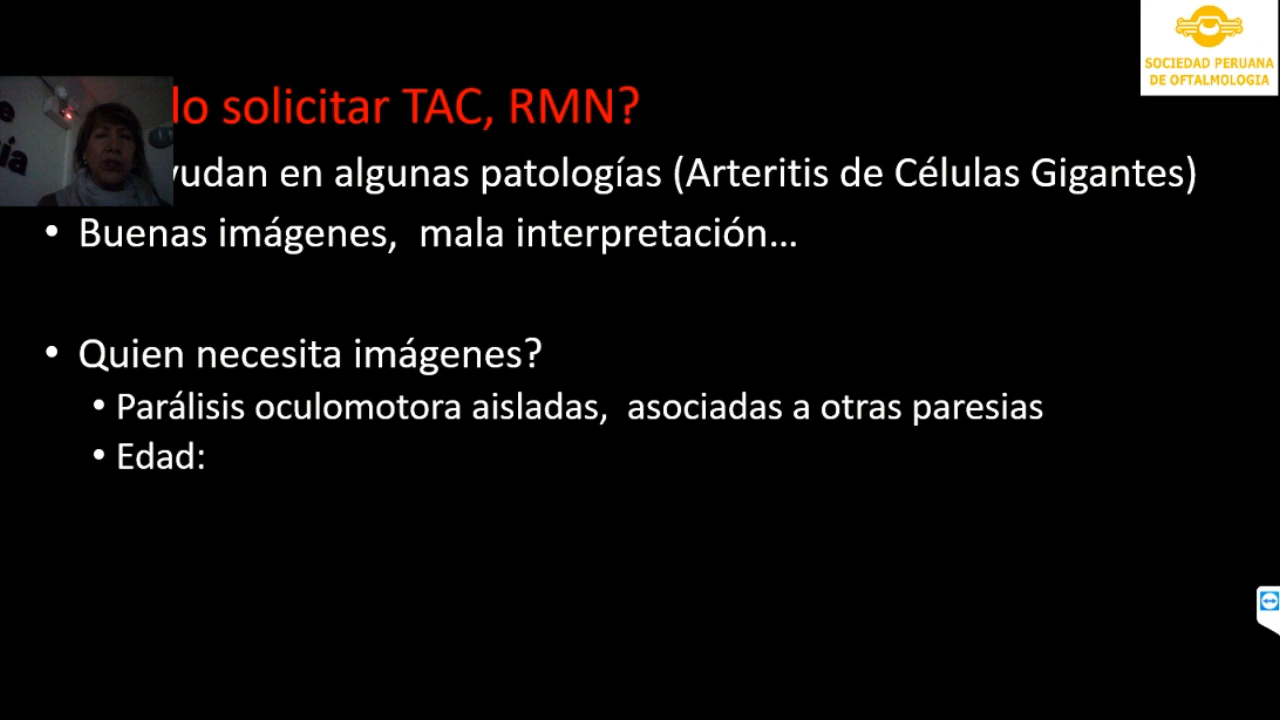 SOCIEDAD PERUANA
DE OFTALMOLOGIA
lo solicitar TAC, RMN?
yudan en algunas patologías (Arteritis de Células Gigantes)
• Buenas imágenes, mala interpretación...
• Quien necesita imágenes?
• Parálisis oculomotora aisladas, asociadas a otras paresias
• Edad: